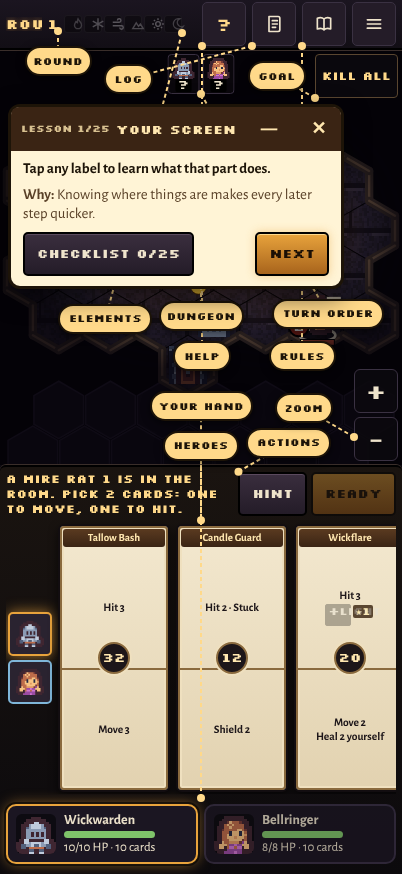 ROU 1
?
ROUND
LOG
GOAL
KILL ALL
?
?
LESSON 1/25 YOUR SCREEN — ✕
Tap any label to learn what that part does.
Why: Knowing where things are makes every later
step quicker.
CHECKLIST 0/25
NEXT
ELEMENTS
DUNGEON
TURN ORDER
HELP
RULES
YOUR HAND
ZOOM
+
HEROES
ACTIONS
−
A MIRE RAT 1 IS IN THE
ROOM. PICK 2 CARDS: ONE
TO MOVE, ONE TO HIT.
HINT
READY
Tallow Bash
Candle Guard
Wickflare
Hit 3
Hit 2 · Stuck
Hit 3
32
12
20
Move 3
Shield 2
Move 2
Heal 2 yourself
Wickwarden
10/10 HP · 10 cards
Bellringer
8/8 HP · 10 cards